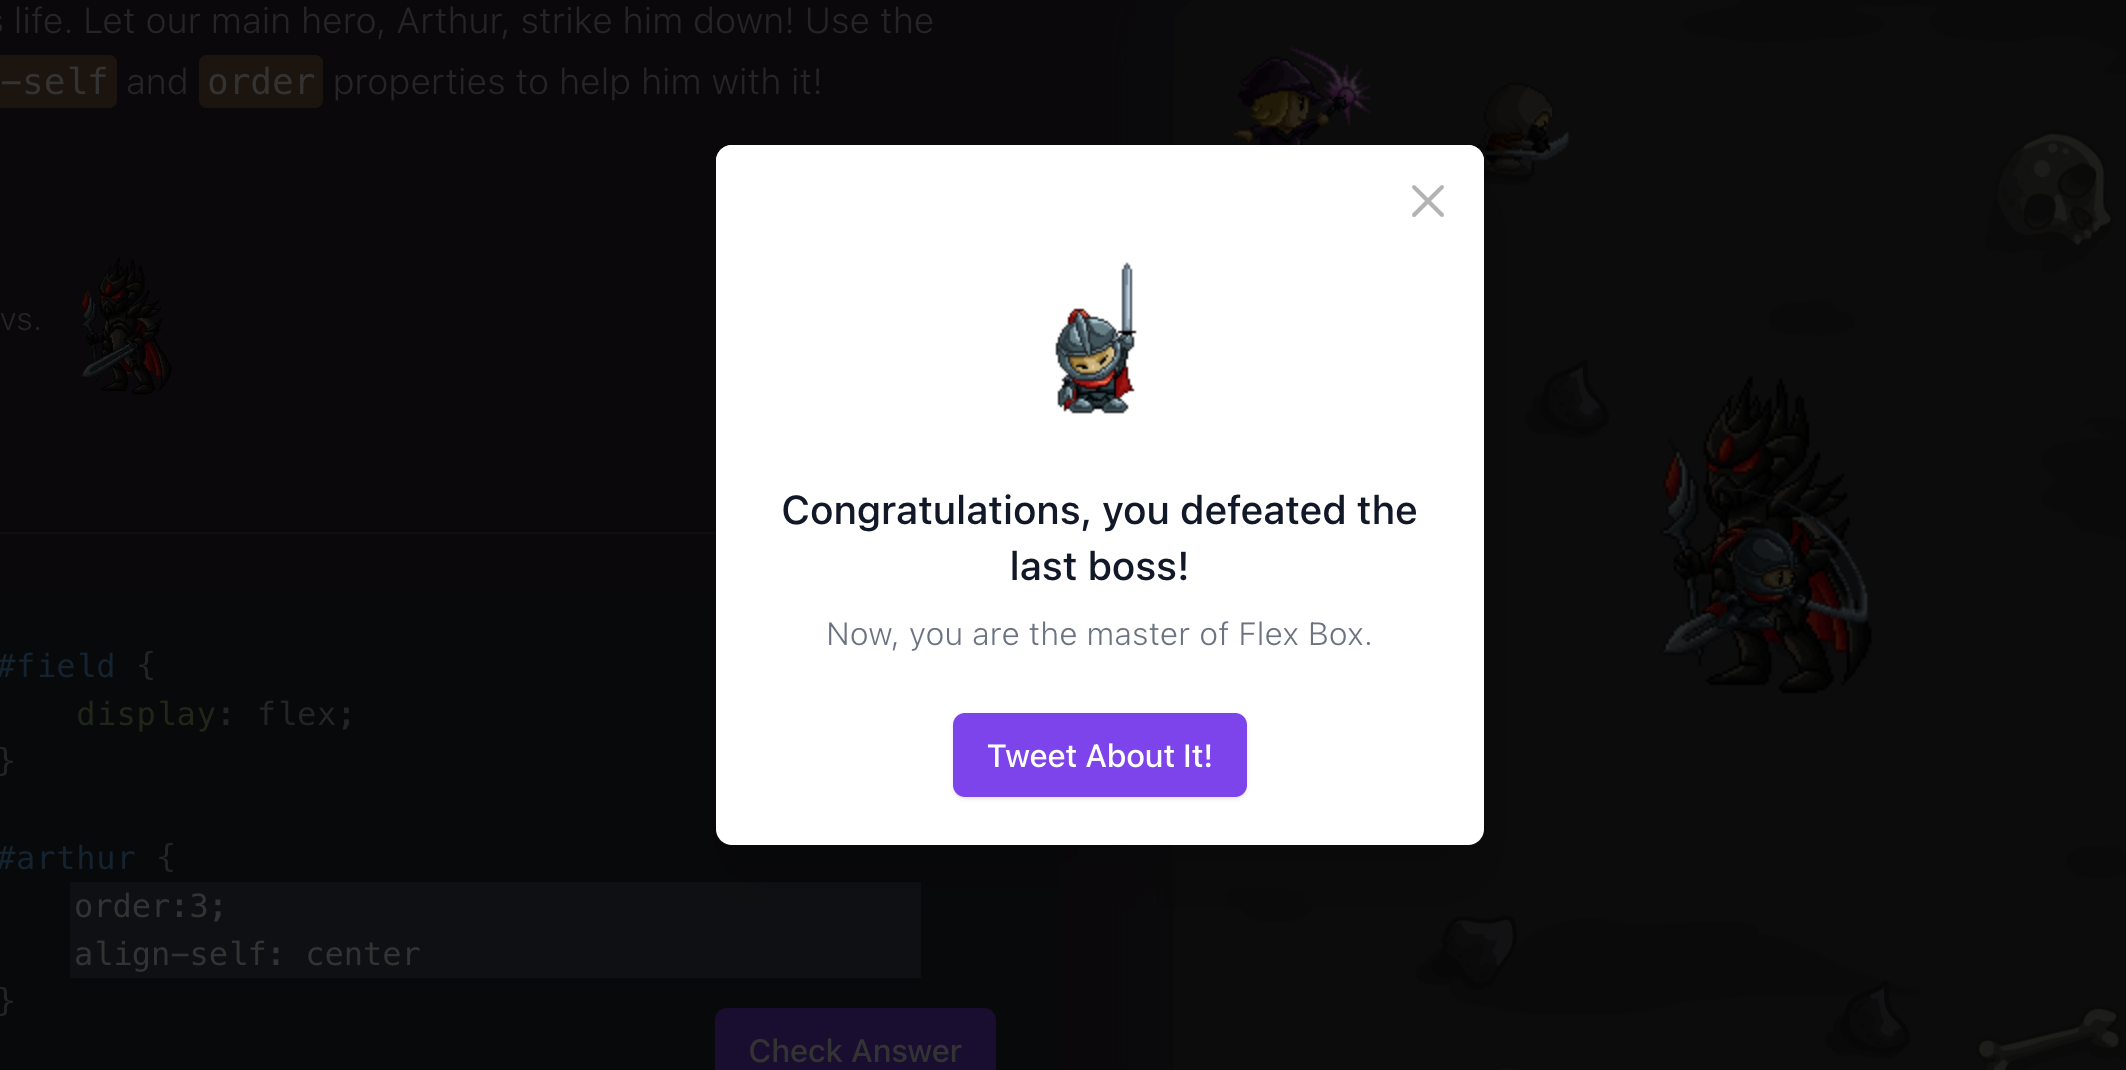 life. Let our main hero, Arthur, strike him down! Use the
-self and order properties to help him with it!
vs.
Congratulations, you defeated the
last boss!
Now, you are the master of Flex Box.
Tweet About It!
#field {
display: flex;
}
#arthur {
order:3;
align-self: center
}
Check Answer